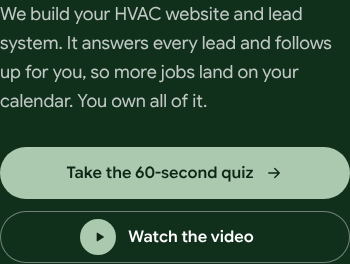 We build your HVAC website and lead
system. It answers every lead and follows
up for you, so more jobs land on your
calendar. You own all of it.
Take the 60-second quiz →
Watch the video